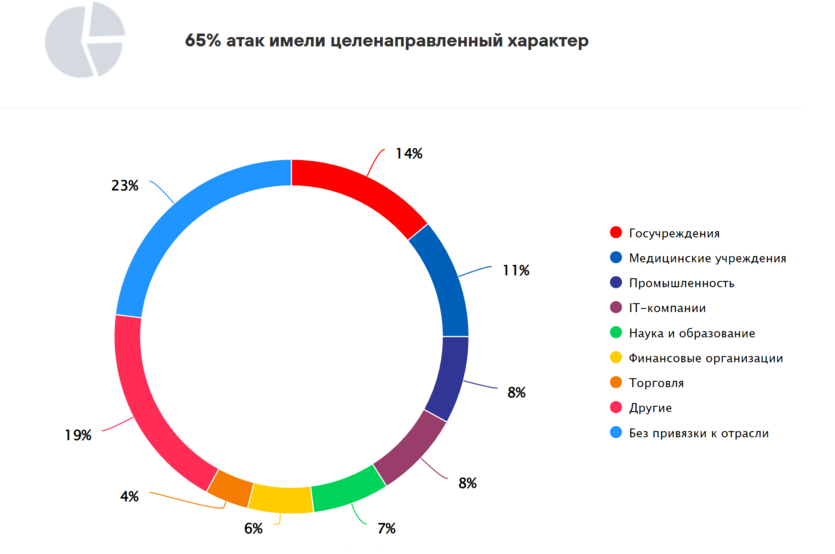 65% атак имели целенаправленный характер
14%
11%
8%
8%
7%
6%
4%
19%
23%
Госучреждения
Медицинские учреждения
Промышленность
IT-компании
Наука и образование
Финансовые организации
Торговля
Другие
Без привязки к отрасли